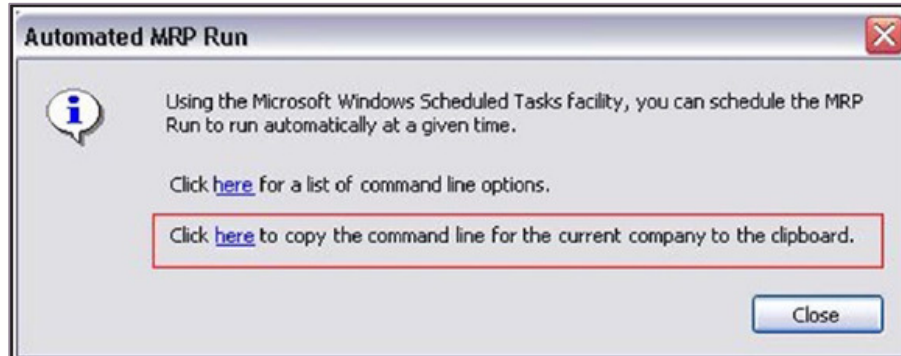 Automated MRP Run
Using the Microsoft Windows Scheduled Tasks facility, you can schedule the MRP
Run to run automatically at a given time.
Click here for a list of command line options.
Click here to copy the command line for the current company to the clipboard.
Close